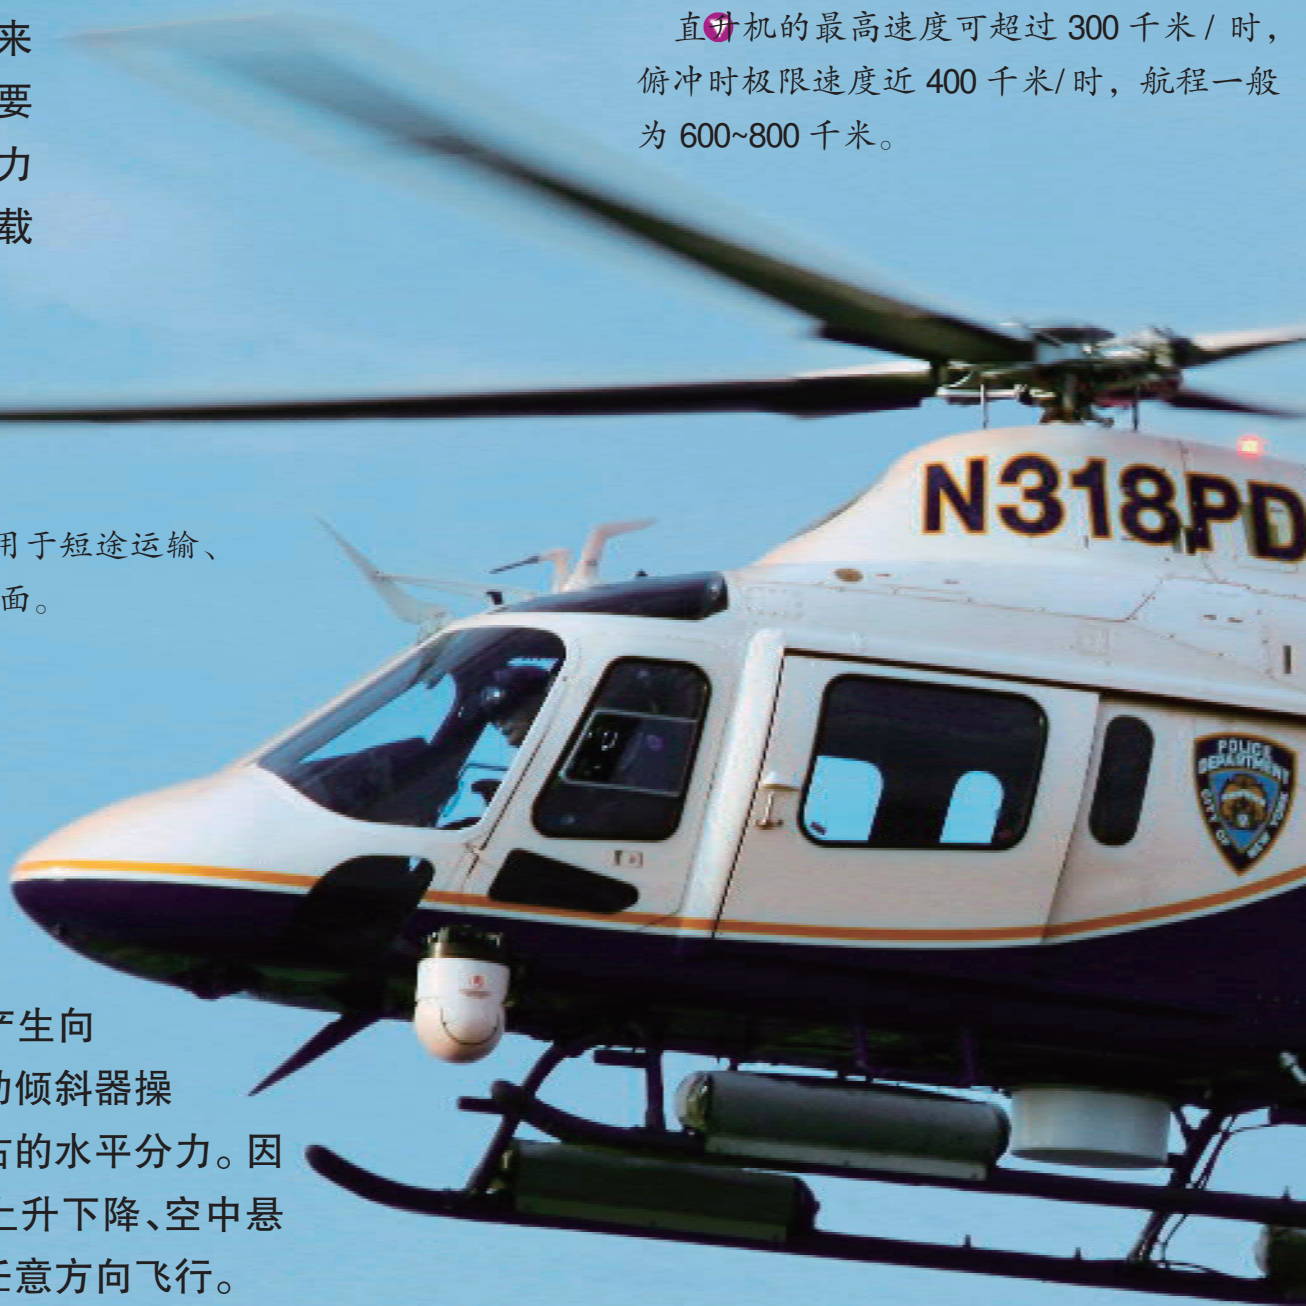 来
要
力
载
直升机的最高速度可超过 300 千米 / 时，
俯冲时极限速度近 400 千米/ 时，航程一般
为 600~800 千米。
N318PD
用于短途运输、
面。
POLICE
DEPARTMENT
CITY OF
NEW YORK
产生向
动倾斜器操
右的水平分力。因
上升下降、空中悬
任意方向飞行。